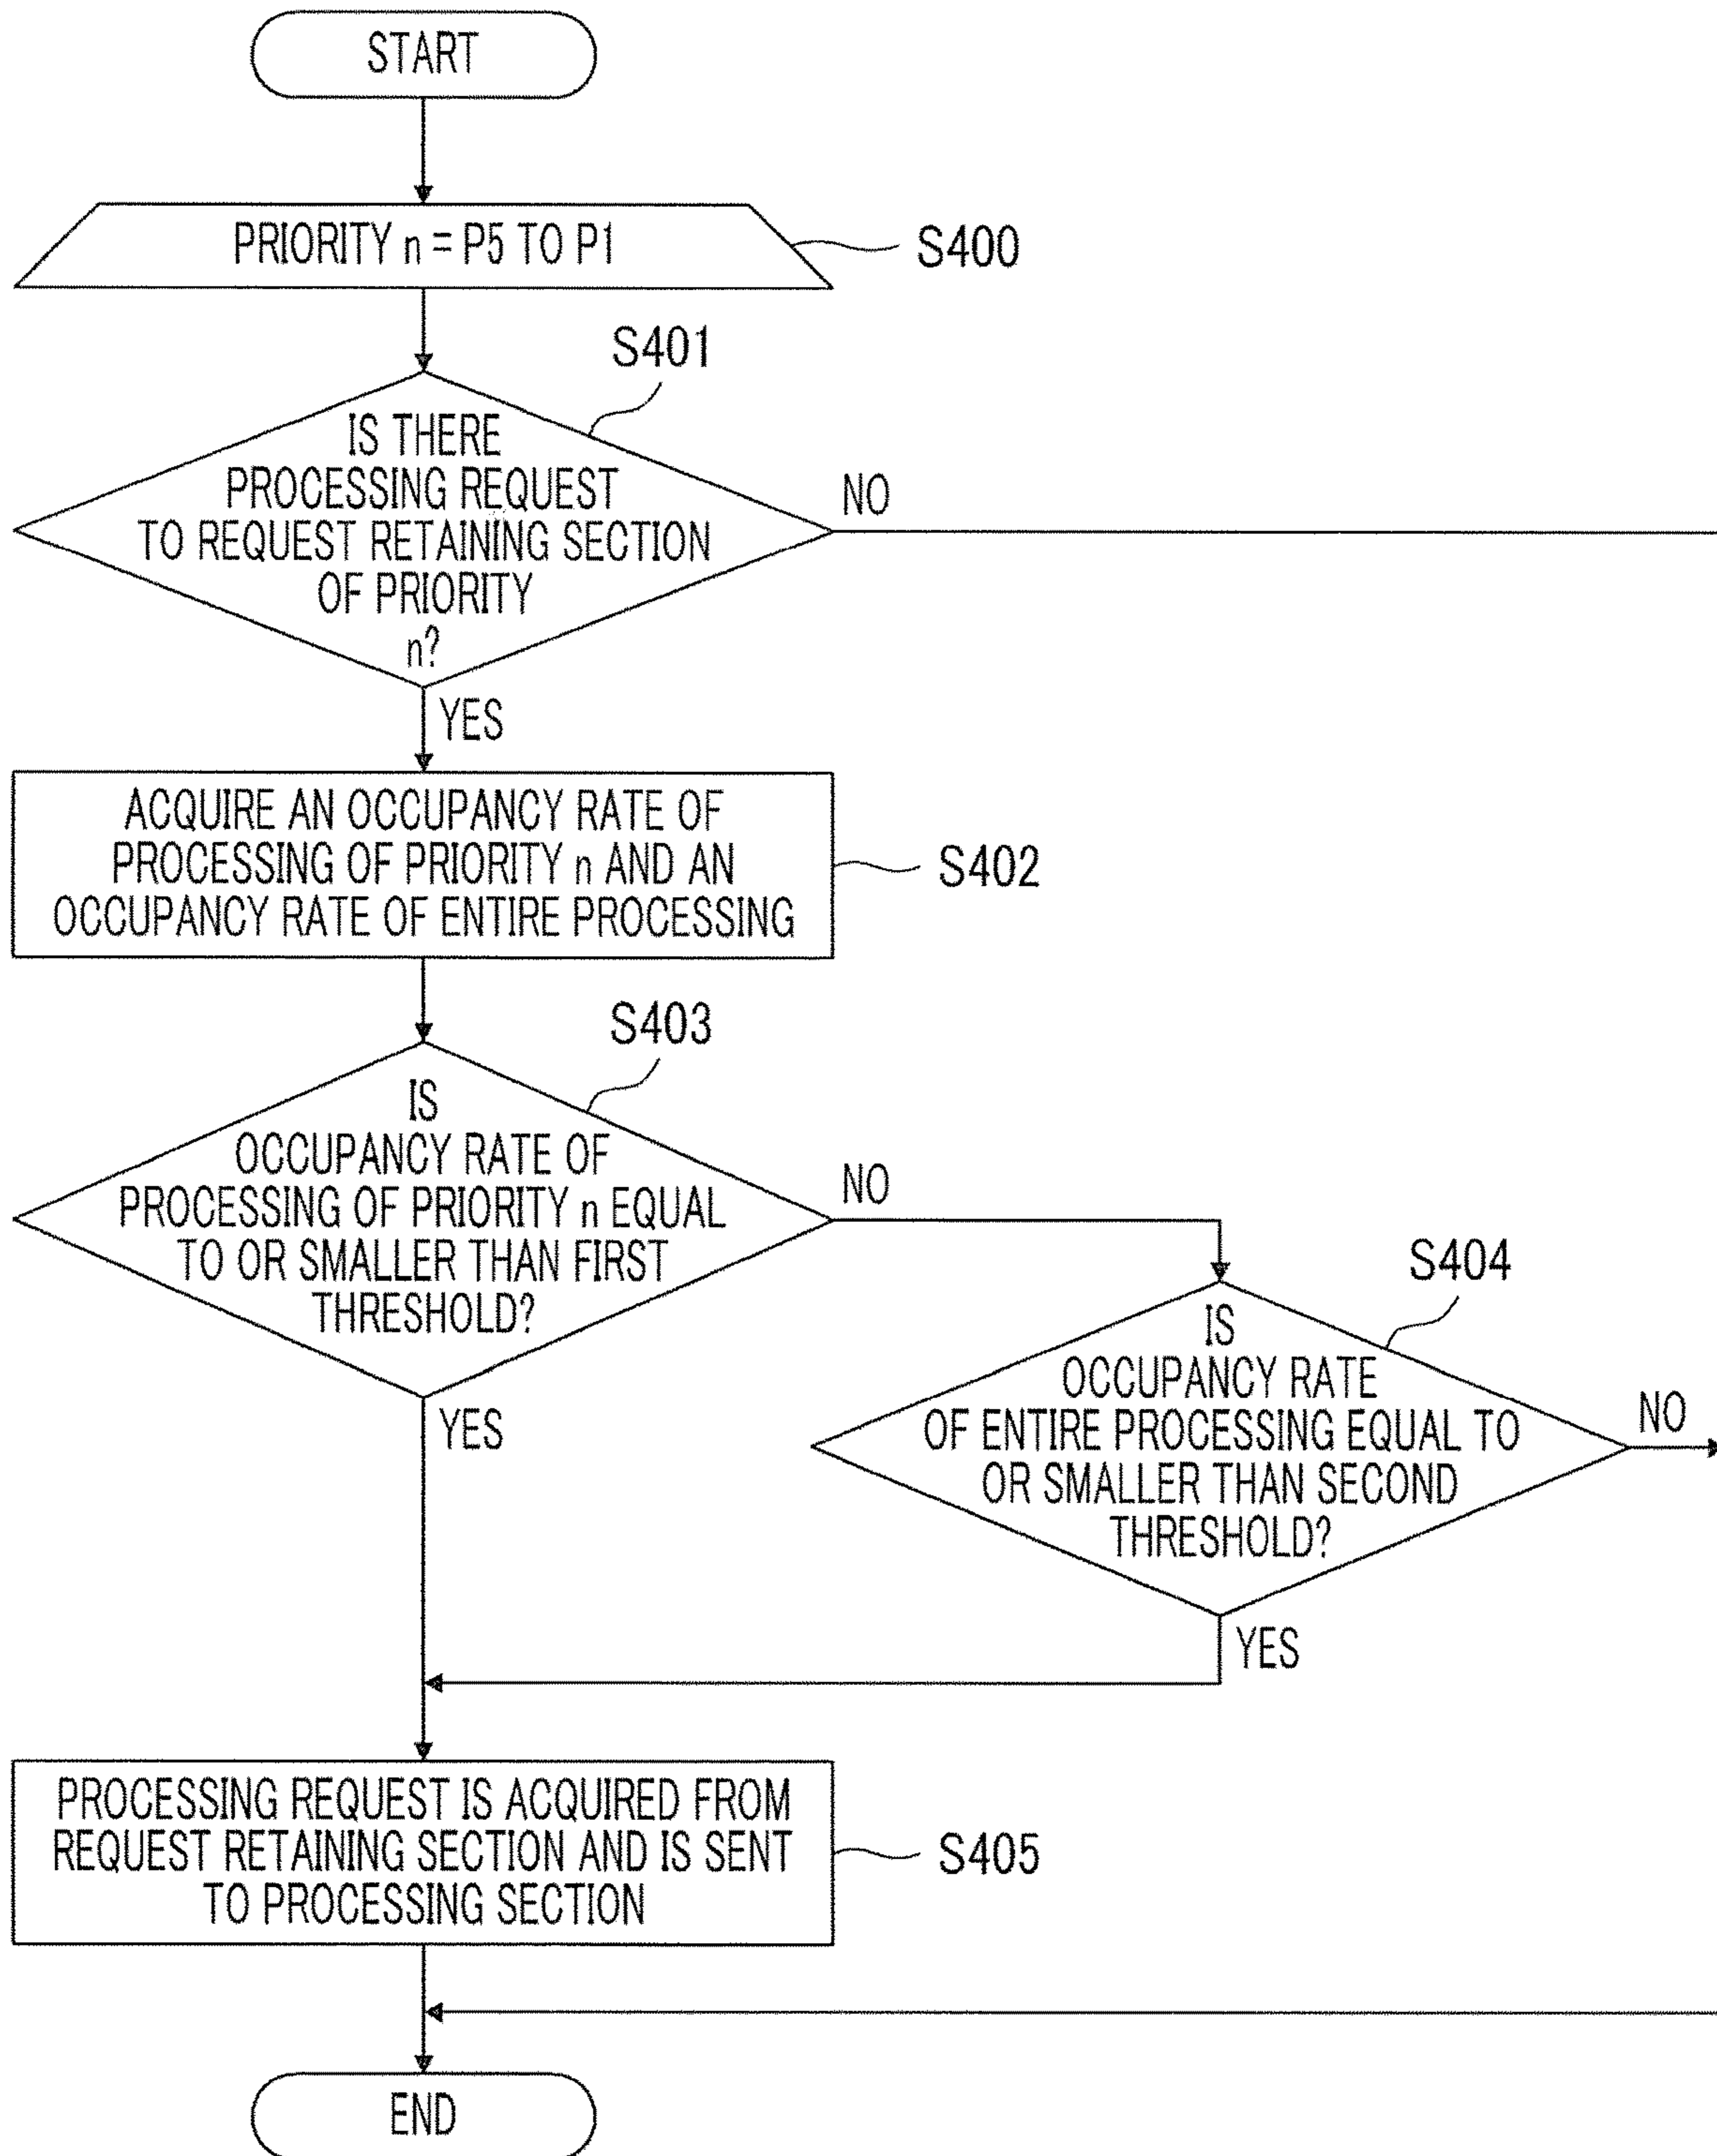 START
PRIORITY n = P5 TO P1
S400
S401
IS THERE
PROCESSING REQUEST
TO REQUEST RETAINING SECTION
OF PRIORITY
n?
NO
YES
ACQUIRE AN OCCUPANCY RATE OF
PROCESSING OF PRIORITY n AND AN
OCCUPANCY RATE OF ENTIRE PROCESSING
S402
S403
IS
OCCUPANCY RATE OF
PROCESSING OF PRIORITY n EQUAL
TO OR SMALLER THAN FIRST
THRESHOLD?
NO
YES
S404
IS
OCCUPANCY RATE
OF ENTIRE PROCESSING EQUAL TO
OR SMALLER THAN SECOND
THRESHOLD?
NO
YES
PROCESSING REQUEST IS ACQUIRED FROM
REQUEST RETAINING SECTION AND IS SENT
TO PROCESSING SECTION
S405
END